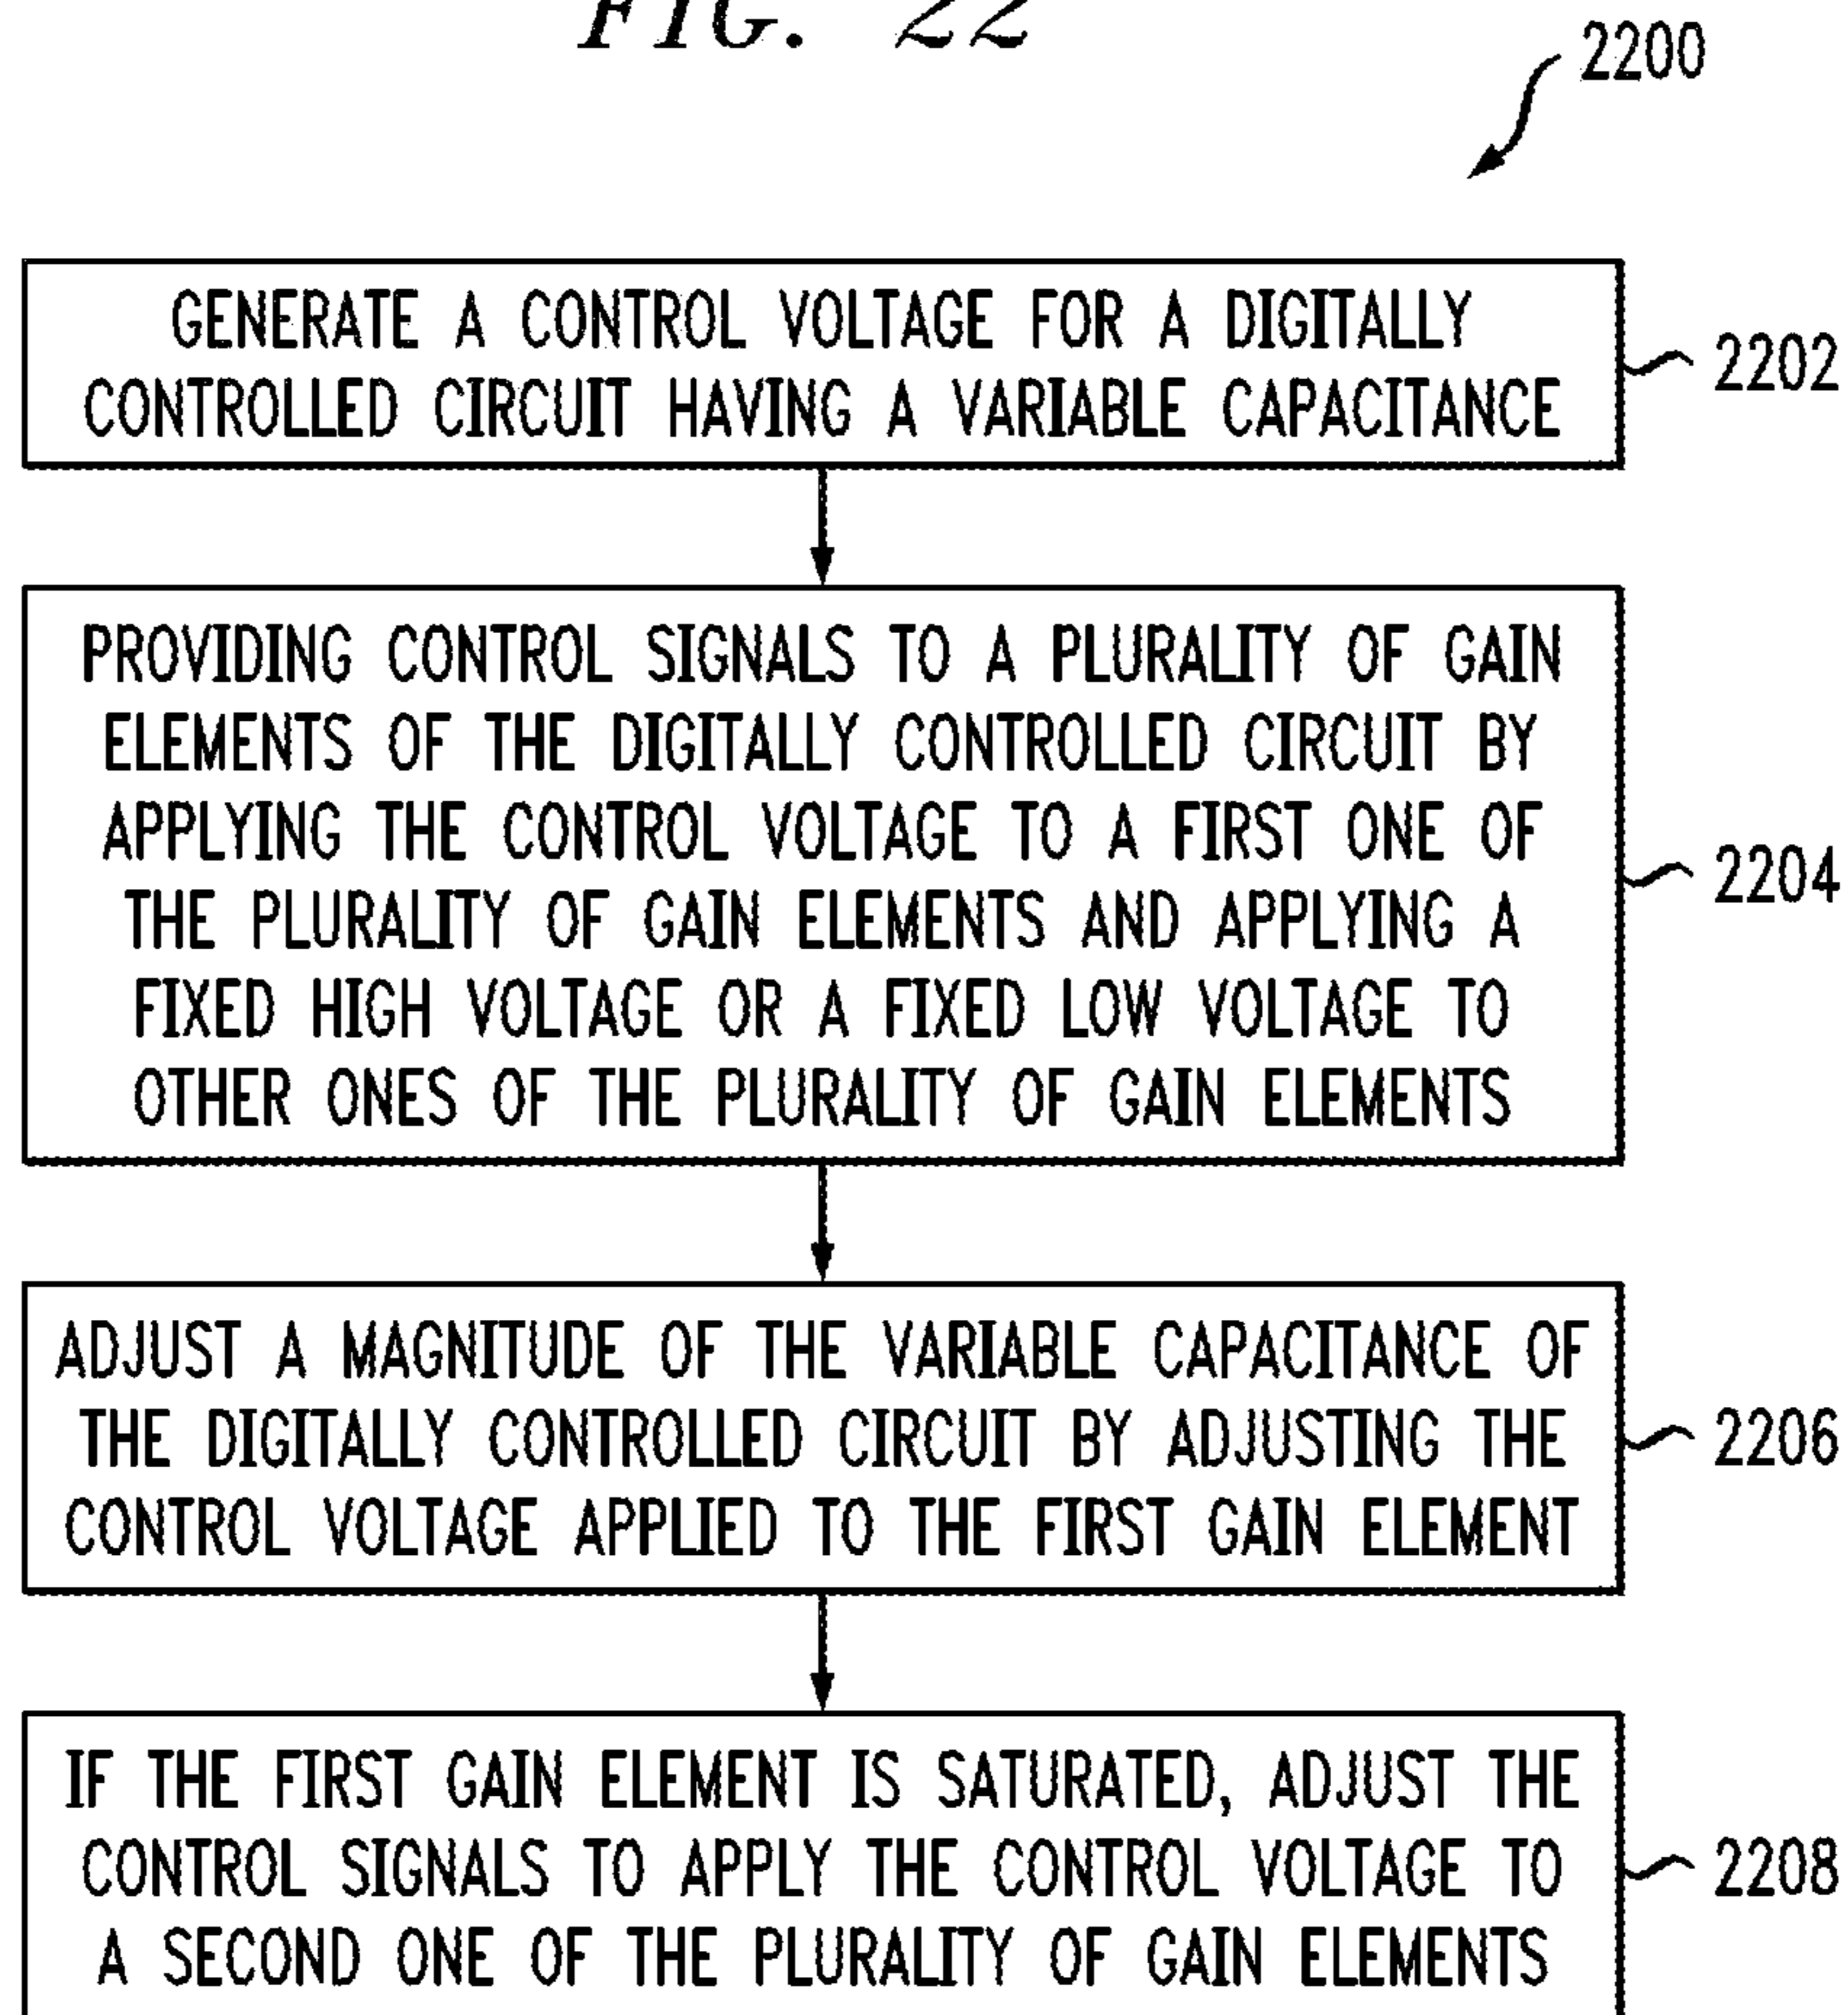 FIG. 22
2200
GENERATE A CONTROL VOLTAGE FOR A DIGITALLY
CONTROLLED CIRCUIT HAVING A VARIABLE CAPACITANCE
2202
PROVIDING CONTROL SIGNALS TO A PLURALITY OF GAIN
ELEMENTS OF THE DIGITALLY CONTROLLED CIRCUIT BY
APPLYING THE CONTROL VOLTAGE TO A FIRST ONE OF
THE PLURALITY OF GAIN ELEMENTS AND APPLYING A
FIXED HIGH VOLTAGE OR A FIXED LOW VOLTAGE TO
OTHER ONES OF THE PLURALITY OF GAIN ELEMENTS
2204
ADJUST A MAGNITUDE OF THE VARIABLE CAPACITANCE OF
THE DIGITALLY CONTROLLED CIRCUIT BY ADJUSTING THE
CONTROL VOLTAGE APPLIED TO THE FIRST GAIN ELEMENT
2206
IF THE FIRST GAIN ELEMENT IS SATURATED, ADJUST THE
CONTROL SIGNALS TO APPLY THE CONTROL VOLTAGE TO
A SECOND ONE OF THE PLURALITY OF GAIN ELEMENTS
2208